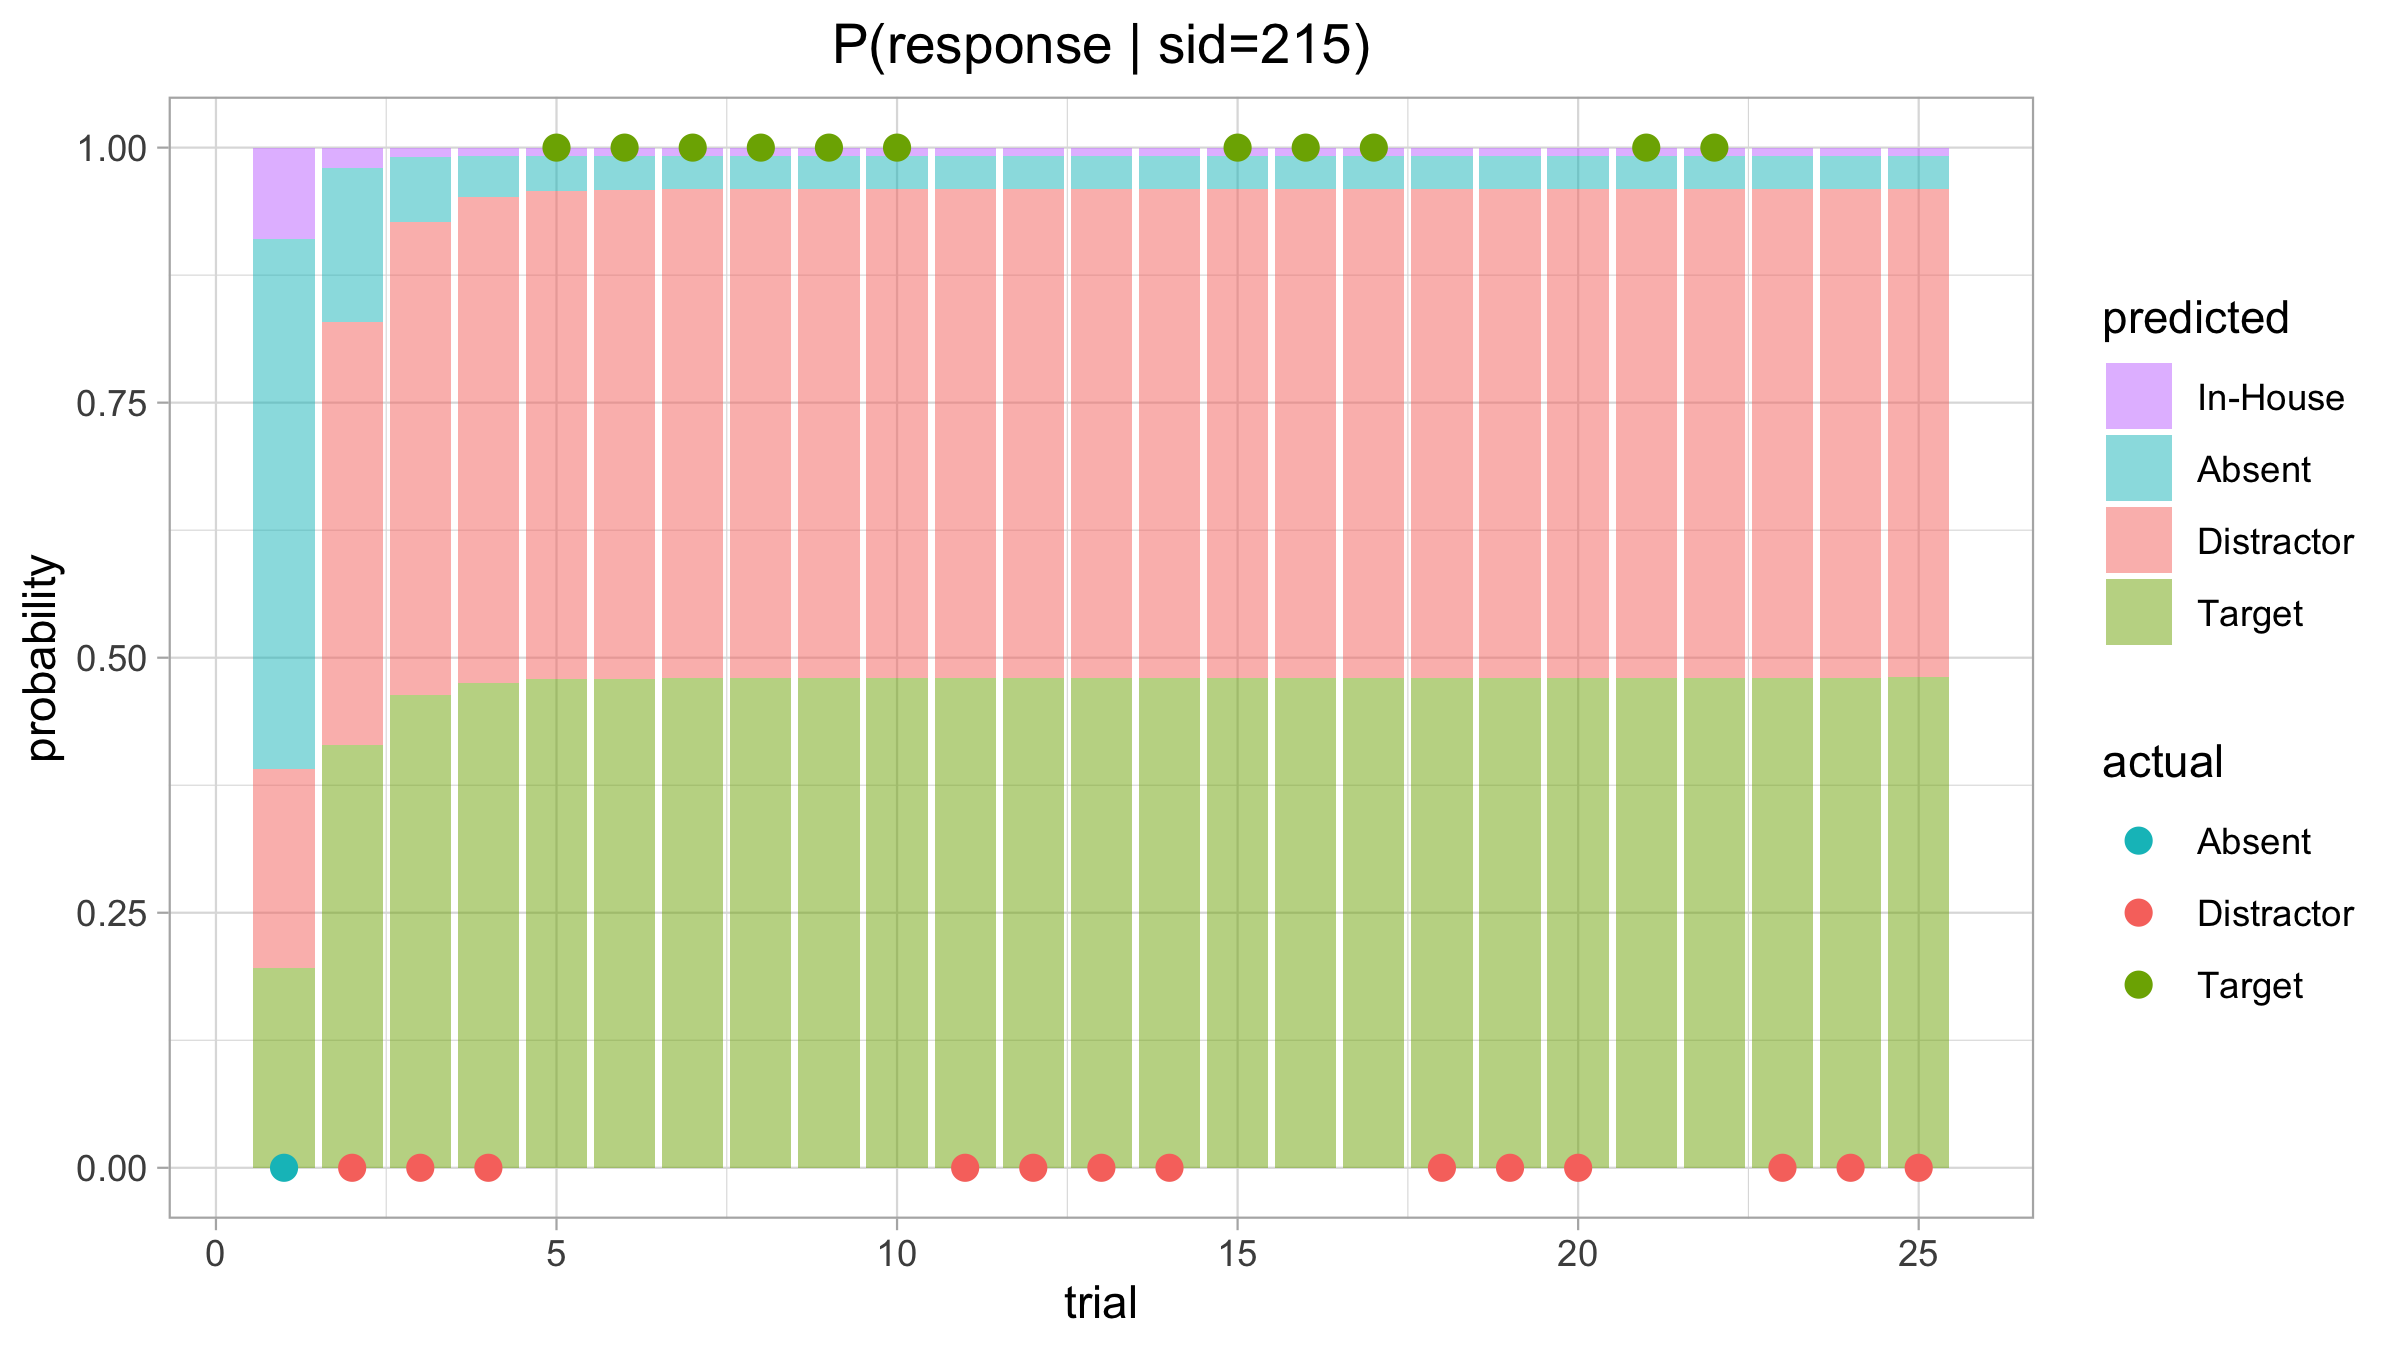 P(response | sid=215)
probability
1.00
0.75
0.50
0.25
0.00
0 5 10 15 20 25
trial
predicted
In-House
Absent
Distractor
Target
actual
Absent
Distractor
Target